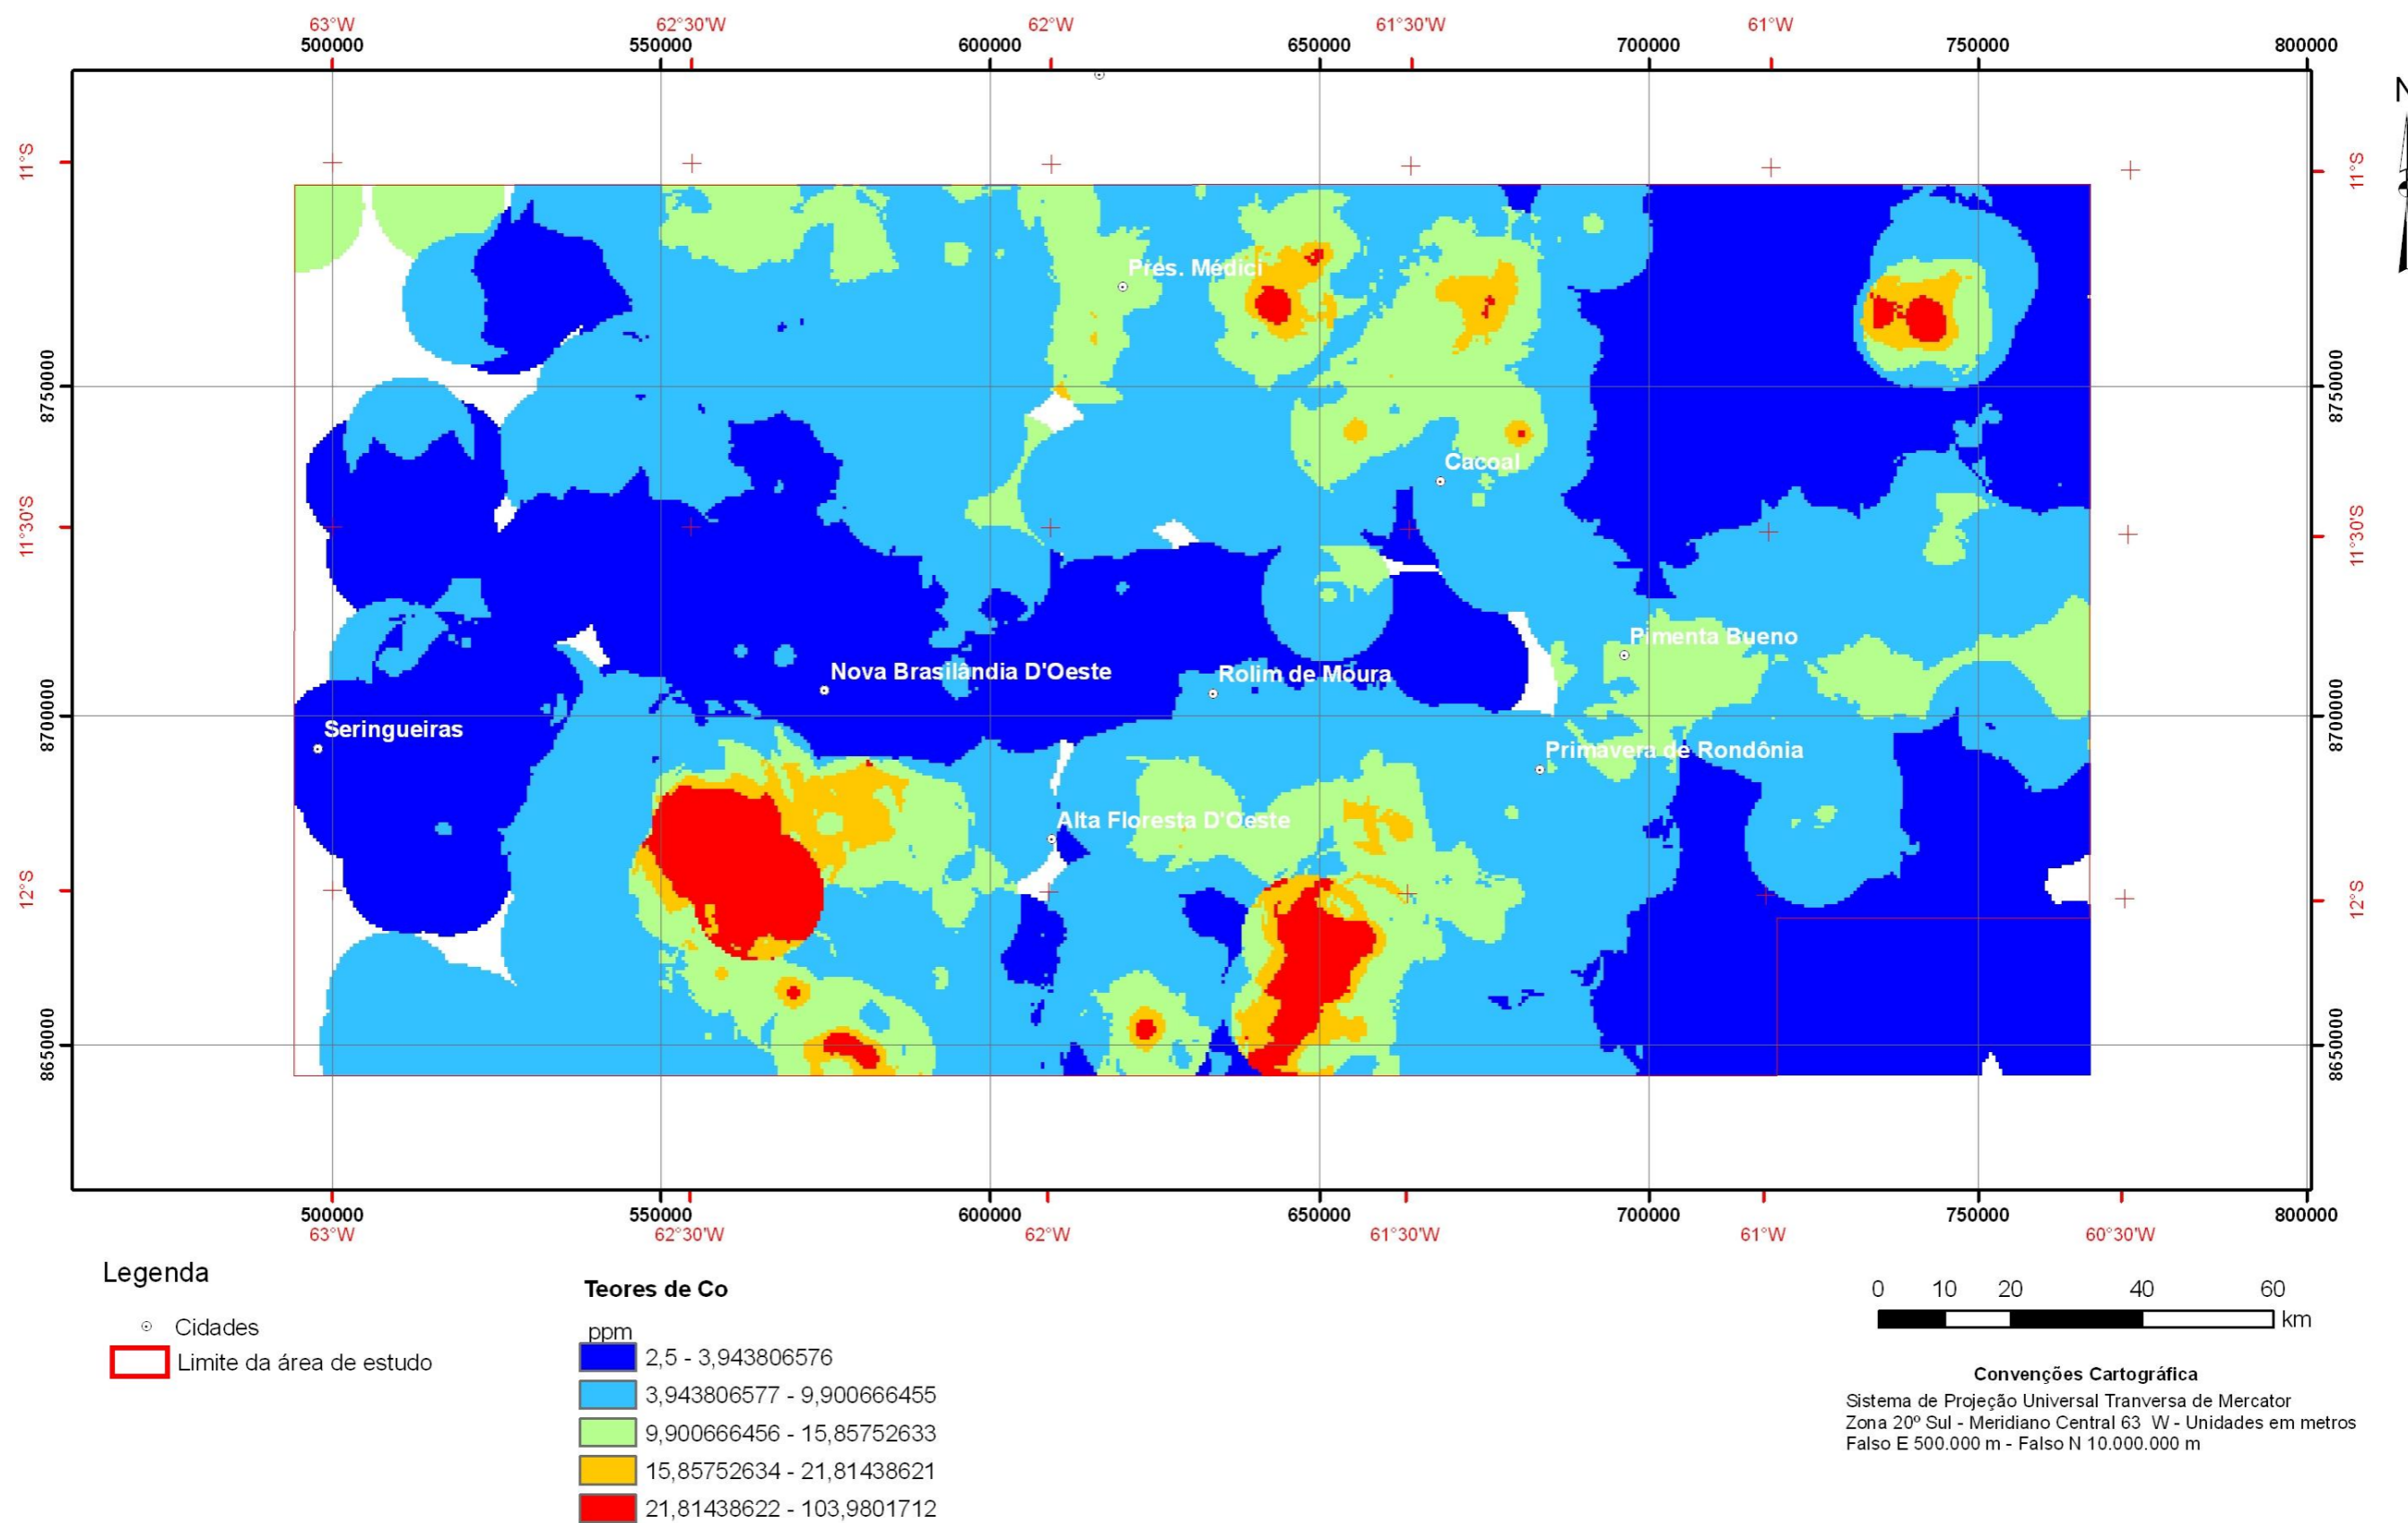 63°W 62°30'W 62°W 61°30'W 61°W
500000 550000 600000 650000 700000 750000 800000
N
11°S 11°S
Pres. Médici
8750000 8750000
Cacoal
11°30'S 11°30'S
Pimenta Bueno
Nova Brasilândia D'Oeste Rolim de Moura
8700000 8700000
Seringueiras
Primavera de Rondônia
Alta Floresta D'Oeste
12°S 12°S
8650000 8650000
500000 550000 600000 650000 700000 750000 800000
63°W 62°30'W 62°W 61°30'W 61°W 60°30'W
Legenda
Cidades
Limite da área de estudo
Teores de Co
ppm
2,5 - 3,943806576
3,943806577 - 9,900666455
9,900666456 - 15,85752633
15,85752634 - 21,81438621
21,81438622 - 103,9801712
0 10 20 40 60
km
Convenções Cartográfica
Sistema de Projeção Universal Tranversa de Mercator
Zona 20º Sul - Meridiano Central 63 W - Unidades em metros
Falso E 500.000 m - Falso N 10.000.000 m